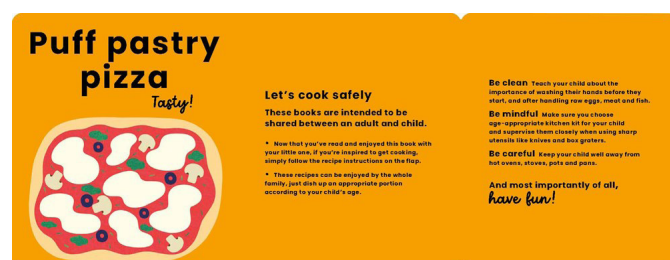 Puff pastry
pizza
Tasty!
Let's cook safely
These books are intended to be
shared between an adult and child.
• Now that you've read and enjoyed this book with
your little one, if you're inspired to get cooking,
simply follow the recipe instructions on the flap.
• These recipes can be enjoyed by the whole
family, just dish up an appropriate portion
according to your child's age.
Be clean Teach your child about the
importance of washing their hands before they
start, and after handling raw eggs, meat and fish.
Be mindful Make sure you choose
age-appropriate kitchen kit for your child
and supervise them closely when using sharp
utensils like knives and box graters.
Be careful Keep your child well away from
hot ovens, stoves, pots and pans.
And most importantly of all,
have fun!